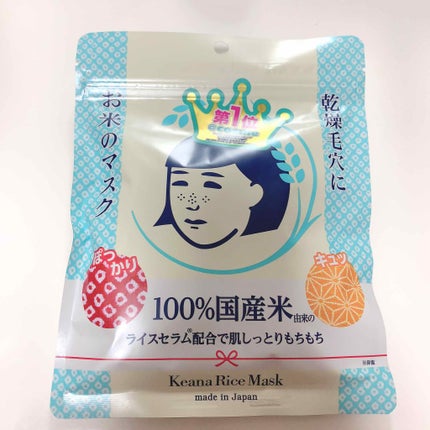 乾燥毛穴に
お米のマスク
第1位
ぱっかり
キュッ
100%国産米由来の
ライスセラム®配合で肌しっとりもちもち
Keana Rice Mask
made in Japan